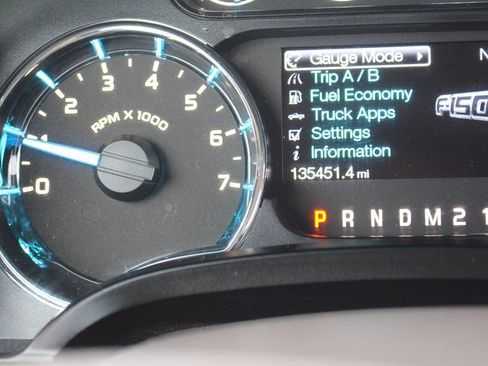 Gauge Mode
Trip A / B
Fuel Economy
Truck Apps
Settings
Information
135451.4 mi
P R N D M 2 1
0 1 2 3 4 5 6 7
RPM X 1000